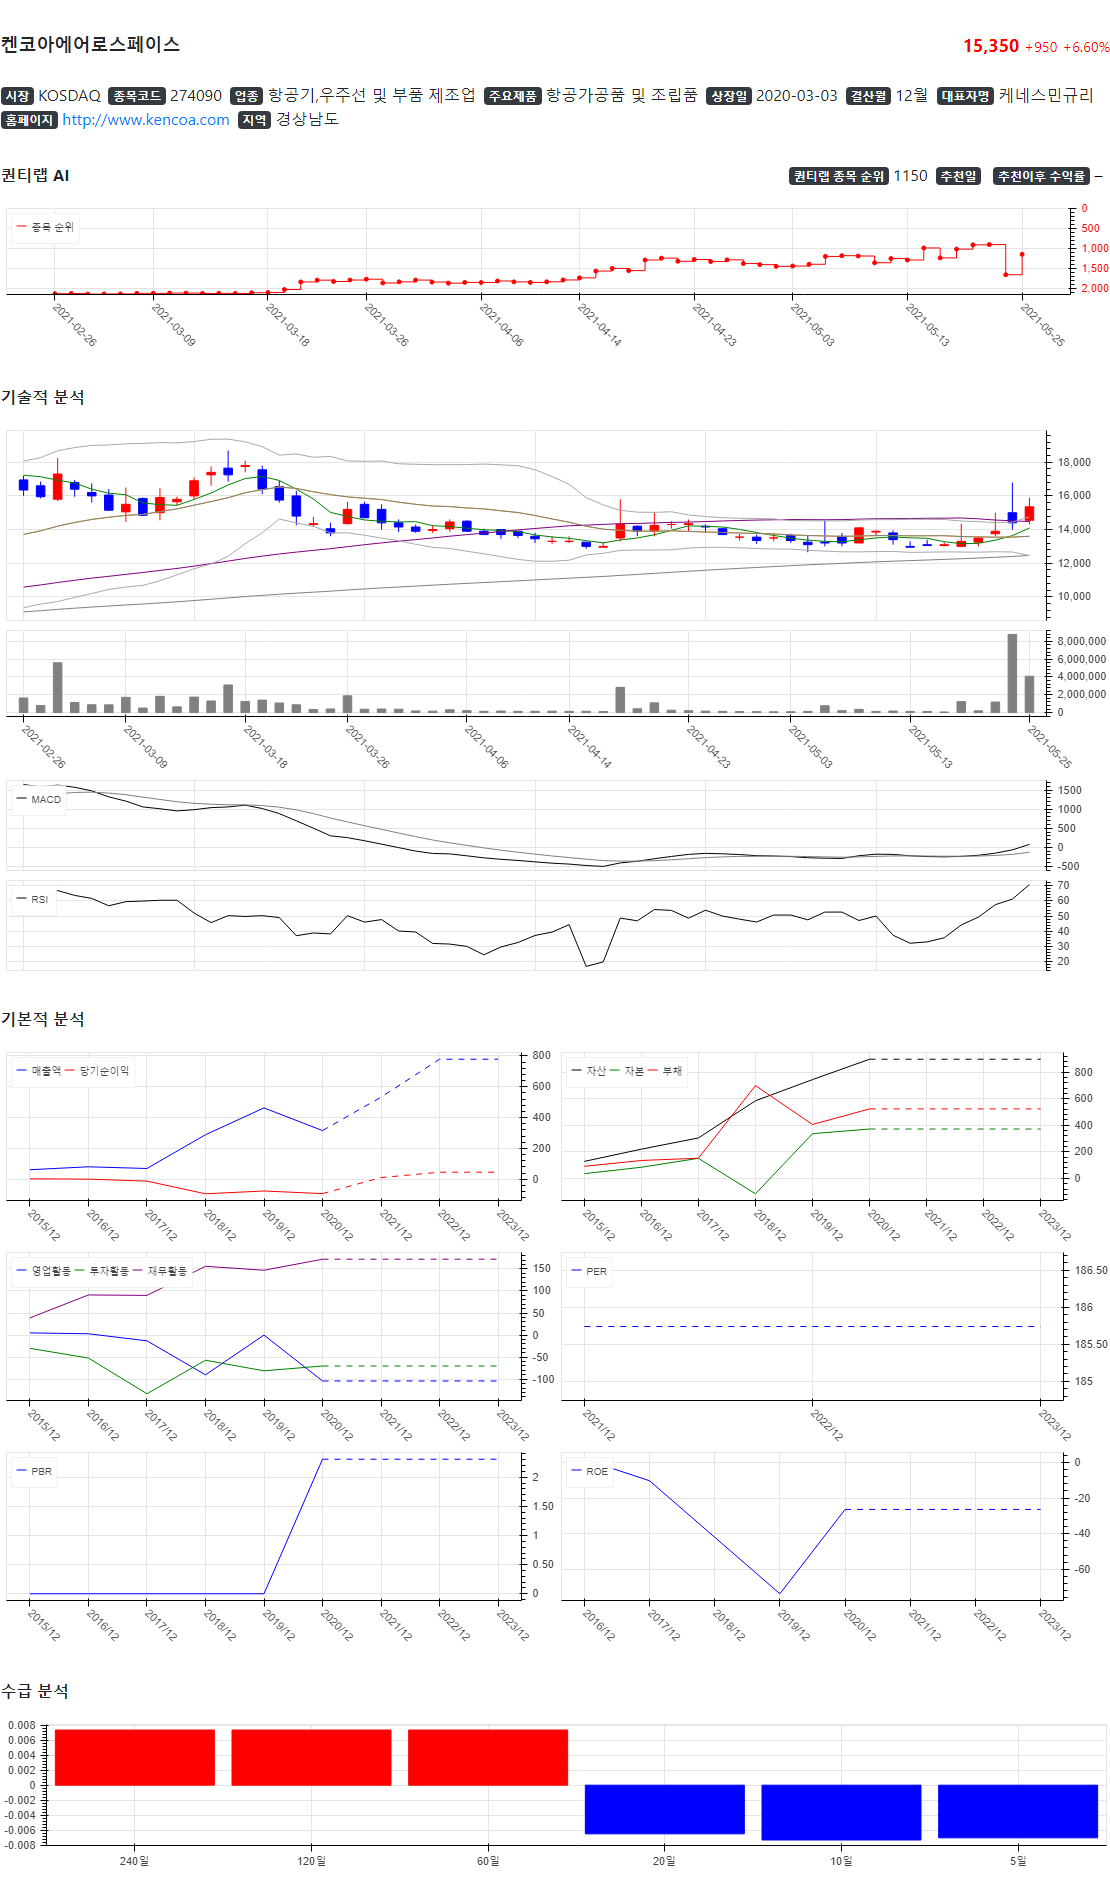 켄코아에어로스페이스 15,350 +950 +6.60%
시장 KOSDAQ 종목코드 274090 업종 항공기,우주선 및 부품 제조업 주요제품 항공가공품 및 조립품 상장일 2020-03-03 결산월 12월 대표자명 케네스민규리
홈페이지 http://www.kencoa.com 지역 경상남도
퀀티랩 AI 퀀티랩 종목 순위 1150 추천일 추천이후 수익률 –
종목 순위
0
500
1,000
1,500
2,000
2021-02-26 2021-03-09 2021-03-18 2021-03-26 2021-04-06 2021-04-14 2021-04-23 2021-05-03 2021-05-13 2021-05-25
기술적 분석
18,000
16,000
14,000
12,000
10,000
8,000,000
6,000,000
4,000,000
2,000,000
0
2021-02-26 2021-03-09 2021-03-18 2021-03-26 2021-04-06 2021-04-14 2021-04-23 2021-05-03 2021-05-13 2021-05-25
MACD
1500
1000
500
0
-500
RSI
70
60
50
40
30
20
기본적 분석
매출액 당기순이익
800
600
400
200
0
2015/12 2016/12 2017/12 2018/12 2019/12 2020/12 2021/12 2022/12 2023/12
자산 자본 부채
800
600
400
200
0
2015/12 2016/12 2017/12 2018/12 2019/12 2020/12 2021/12 2022/12 2023/12
영업활동 투자활동 재무활동
150
100
50
0
-50
-100
2015/12 2016/12 2017/12 2018/12 2019/12 2020/12 2021/12 2022/12 2023/12
PER
186.50
186
185.50
185
2021/12 2022/12 2023/12
PBR
2
1.50
1
0.50
0
2015/12 2016/12 2017/12 2018/12 2019/12 2020/12 2021/12 2022/12 2023/12
ROE
0
-20
-40
-60
2016/12 2017/12 2018/12 2019/12 2020/12 2021/12 2022/12 2023/12
수급 분석
0.008
0.006
0.004
0.002
0
-0.002
-0.004
-0.006
-0.008
240일 120일 60일 20일 10일 5일